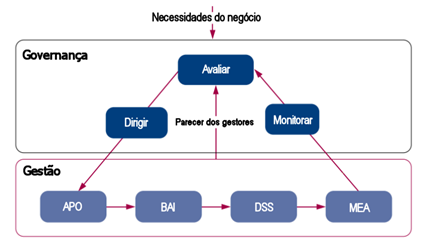 Necessidades do negócio
Governança
Avaliar
Dirigir
Parecer dos gestores
Monitorar
Gestão
APO
BAI
DSS
MEA